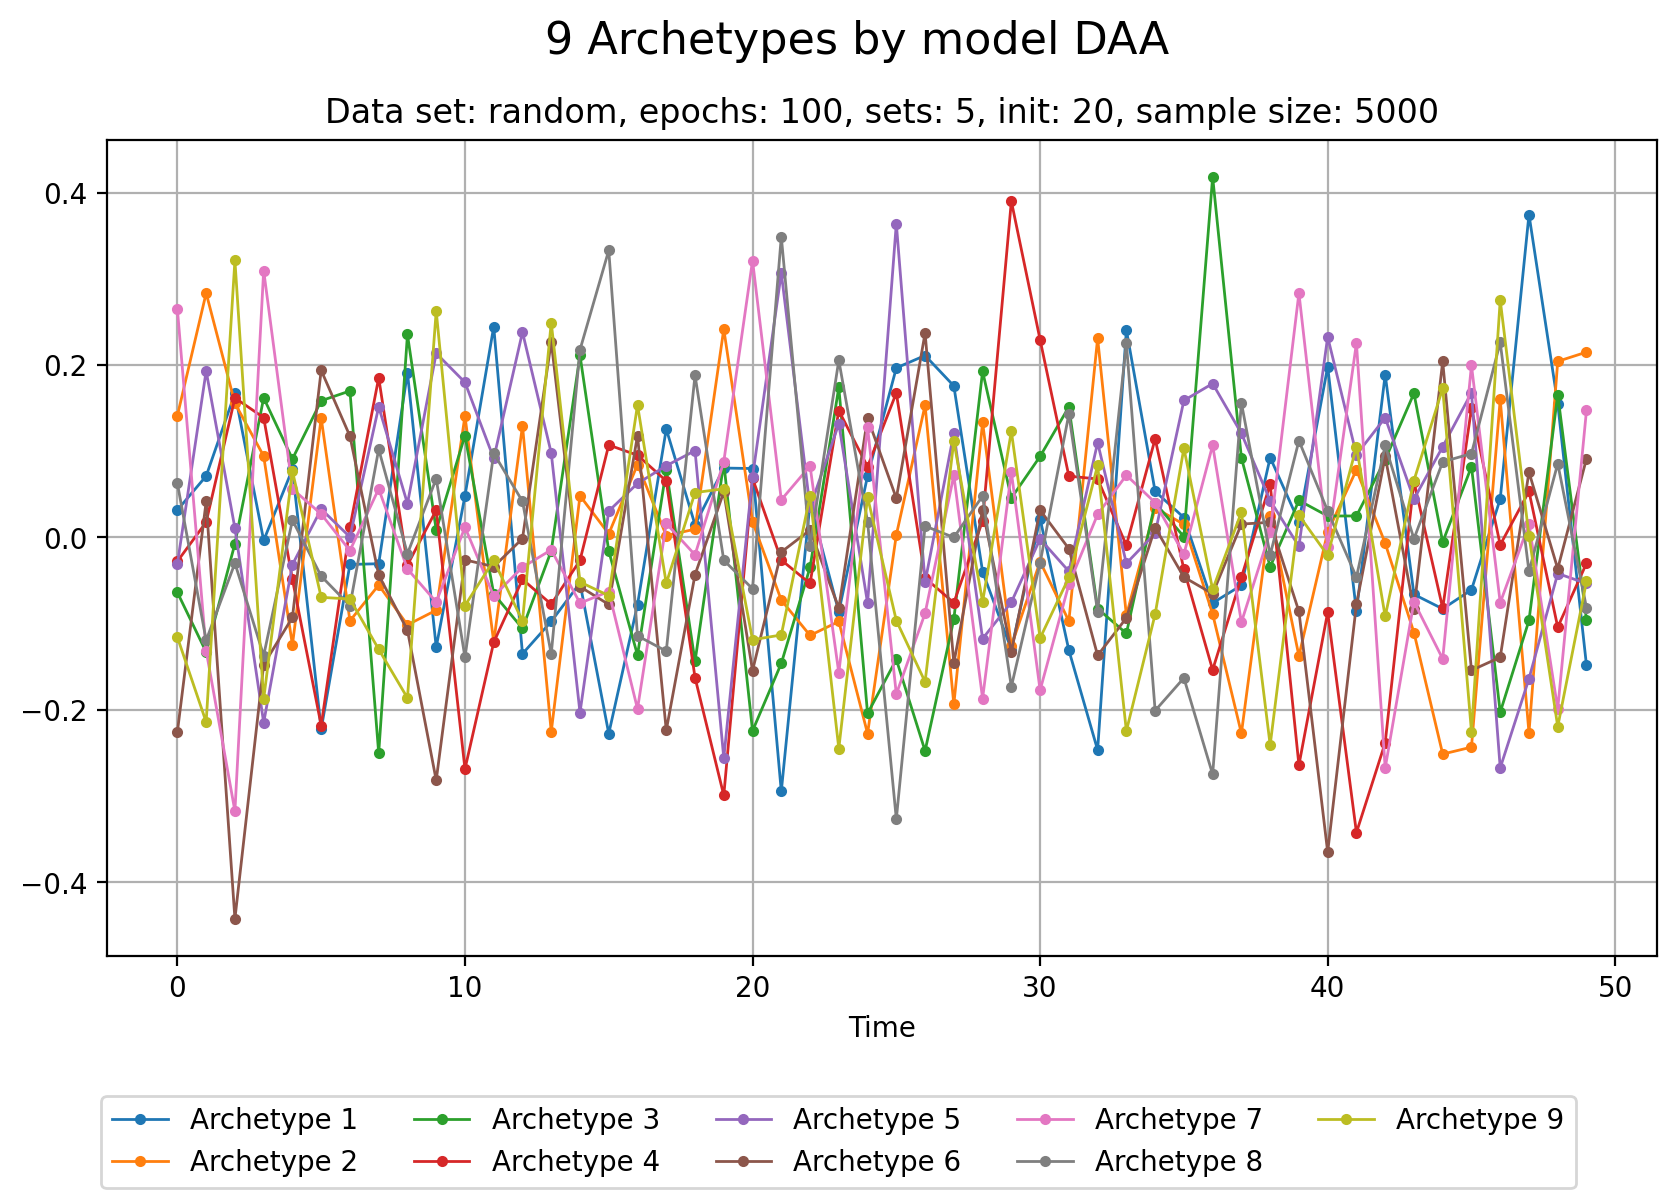 9 Archetypes by model DAA
Data set: random, epochs: 100, sets: 5, init: 20, sample size: 5000
0.4
0.2
0.0
−0.2
−0.4
0 10 20 30 40 50
Time
Archetype 1 Archetype 3 Archetype 5 Archetype 7 Archetype 9
Archetype 2 Archetype 4 Archetype 6 Archetype 8